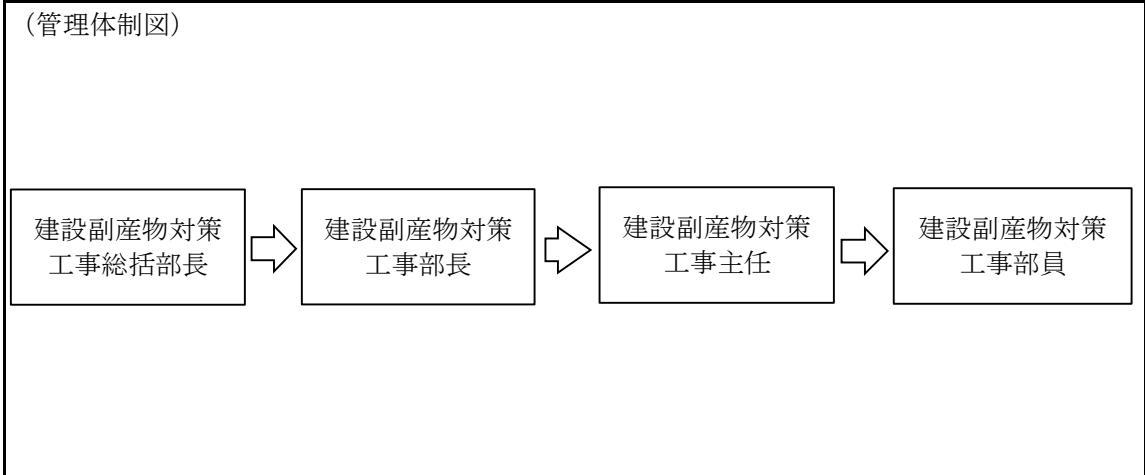 （管理体制図）
建設副産物対策
工事総括部長
建設副産物対策
工事部長
建設副産物対策
工事主任
建設副産物対策
工事部員